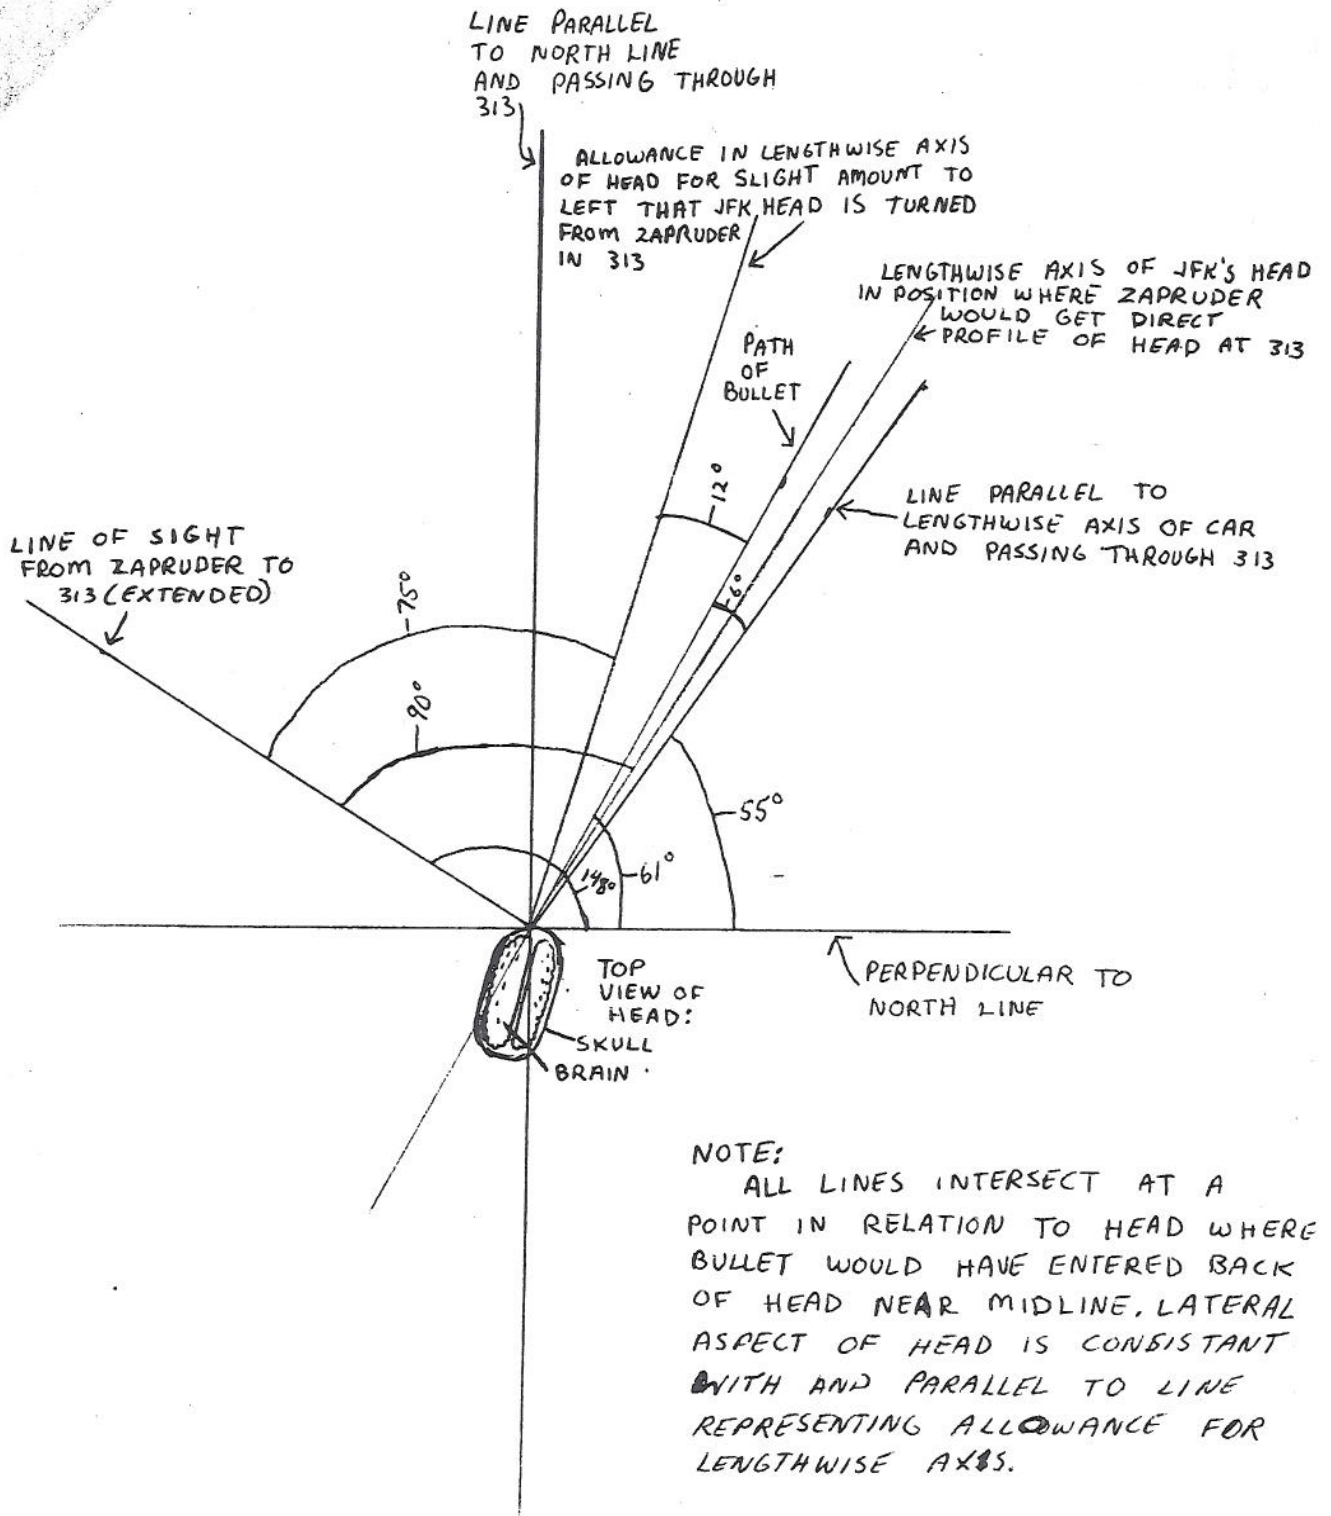 LINE PARALLEL
TO NORTH LINE
AND PASSING THROUGH
313
ALLOWANCE IN LENGTHWISE AXIS
OF HEAD FOR SLIGHT AMOUNT TO
LEFT THAT JFK HEAD IS TURNED
FROM ZAPRUDER
IN 313
LENGTHWISE AXIS OF JFK'S HEAD
IN POSITION WHERE ZAPRUDER
WOULD GET DIRECT
PROFILE OF HEAD AT 313
PATH
OF
BULLET
12°
LINE PARALLEL TO
LENGTHWISE AXIS OF CAR
AND PASSING THROUGH 313
LINE OF SIGHT
FROM ZAPRUDER TO
313 (EXTENDED)
75°
6°
90°
55°
61°
148°
PERPENDICULAR TO
NORTH LINE
TOP
VIEW OF
HEAD:
SKULL
BRAIN
NOTE:
ALL LINES INTERSECT AT A
POINT IN RELATION TO HEAD WHERE
BULLET WOULD HAVE ENTERED BACK
OF HEAD NEAR MIDLINE. LATERAL
ASPECT OF HEAD IS CONSISTANT
WITH AND PARALLEL TO LINE
REPRESENTING ALLOWANCE FOR
LENGTHWISE AXIS.